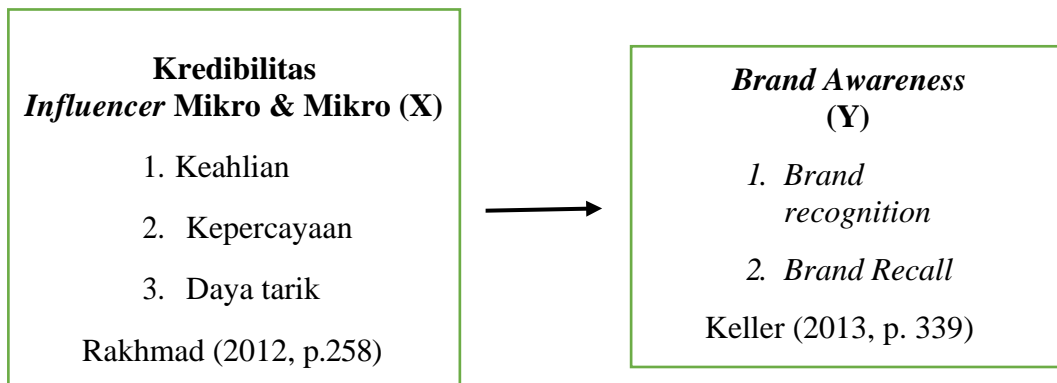 Kredibilitas
Influencer Mikro & Mikro (X)
1. Keahlian
2. Kepercayaan
3. Daya tarik
Rakhmad (2012, p.258)
Brand Awareness
(Y)
1. Brand
recognition
2. Brand Recall
Keller (2013, p. 339)